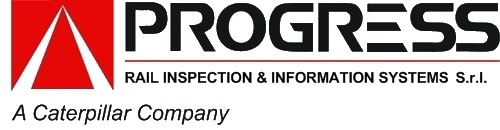 PROGRESS
RAIL INSPECTION & INFORMATION SYSTEMS S.r.l.
A Caterpillar Company